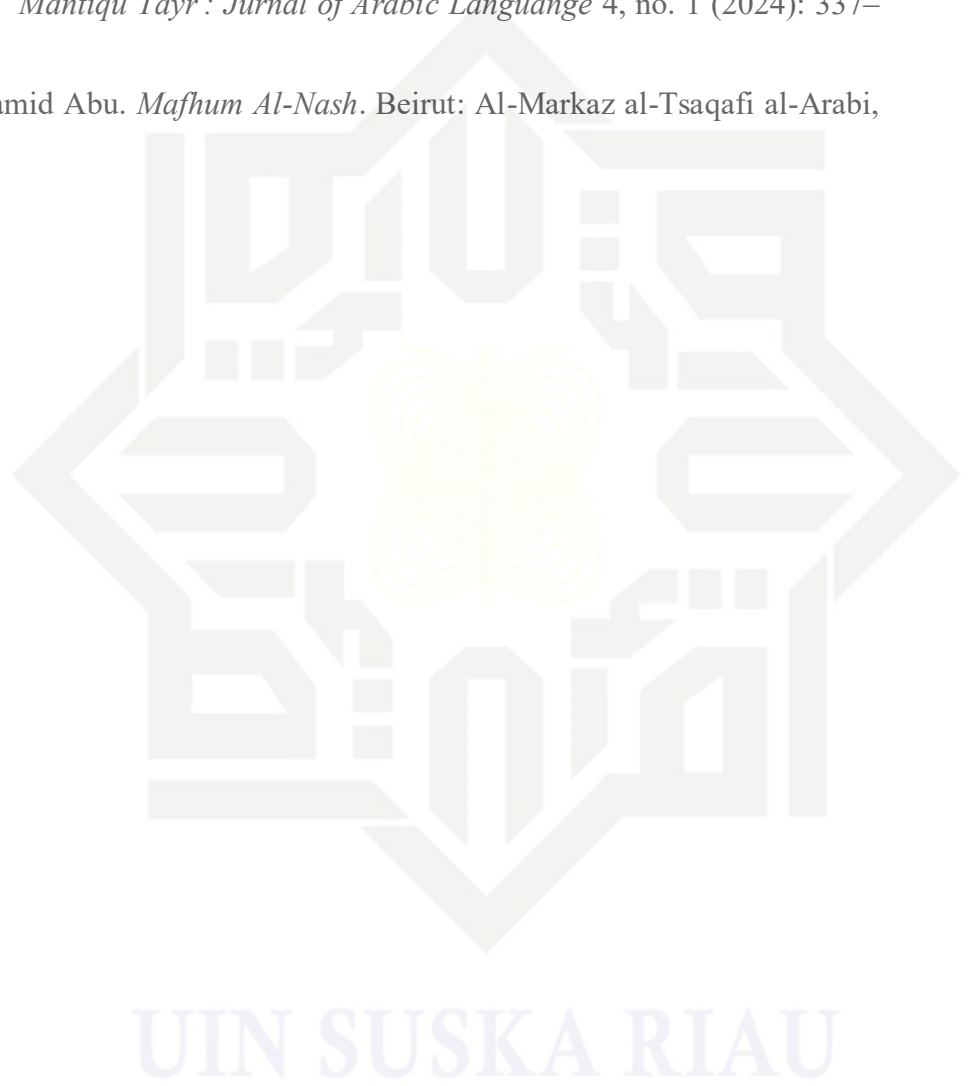 Mantiqu Tayr : Jurnal of Arabic Languange 4, no. 1 (2024): 337–
amid Abu. Mafhum Al-Nash. Beirut: Al-Markaz al-Tsaqafi al-Arabi,
UIN SUSKA RIAU